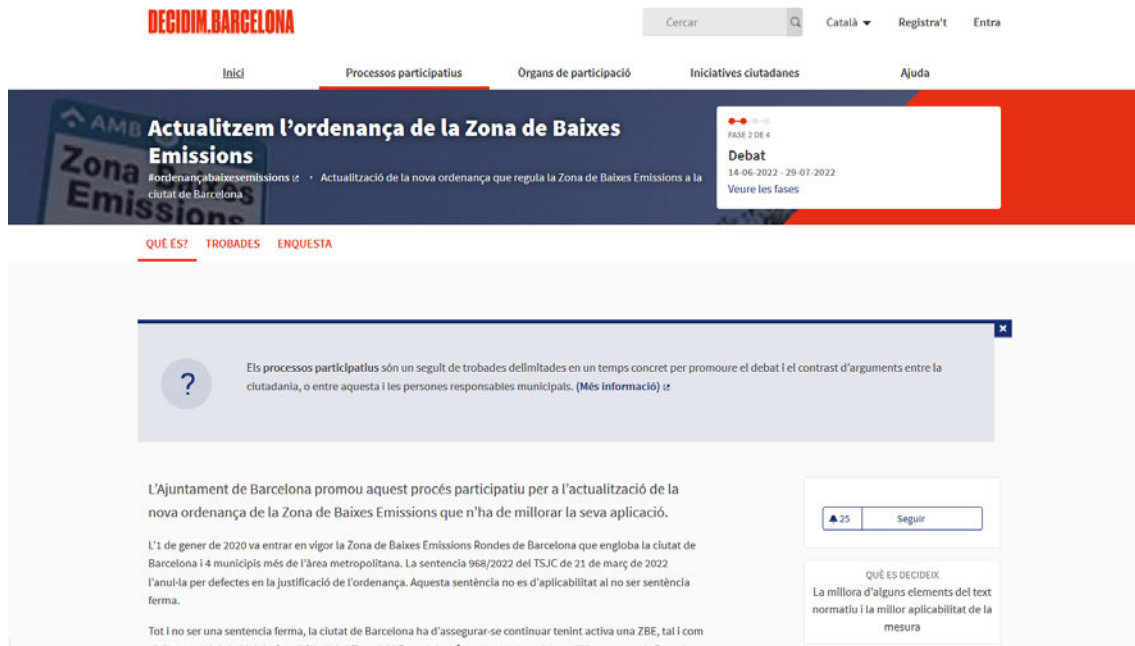 DECIDIM.BARCELONA
Cercar
Català
Registra't
Entra
Inici
Processos participatius
Òrgans de participació
Iniciatives ciutadanes
Ajuda
AMB
Zona
Baixes
Emissions
Actualitzem l'ordenança de la Zona de Baixes
Emissions
#ordenançabaixesemissions · Actualització de la nova ordenança que regula la Zona de Baixes Emissions a la
ciutat de Barcelona
FASE 2 DE 4
Debat
14-06-2022 - 29-07-2022
Veure les fases
QUÈ ÉS?
TROBADES
ENQUESTA
?
Els processos participatius són un seguit de trobades delimitades en un temps concret per promoure el debat i el contrast d'arguments entre la
ciutadania, o entre aquesta i les persones responsables municipals. (Més informació)
L'Ajuntament de Barcelona promou aquest procés participatiu per a l'actualització de la
nova ordenança de la Zona de Baixes Emissions que n'ha de millorar la seva aplicació.
L'1 de gener de 2020 va entrar en vigor la Zona de Baixes Emissions Rondes de Barcelona que engloba la ciutat de
Barcelona i 4 municipis més de l'àrea metropolitana. La sentencia 968/2022 del TSJC de 21 de març de 2022
l'anul·la per defectes en la justificació de l'ordenança. Aquesta sentència no es d'aplicabilitat al no ser sentència
ferma.
Tot i no ser una sentencia ferma, la ciutat de Barcelona ha d'assegurar-se continuar tenint activa una ZBE, tal i com
25
Seguir
QUÈ ES DECIDEIX
La millora d'alguns elements del text
normatiu i la millor aplicabilitat de la
mesura